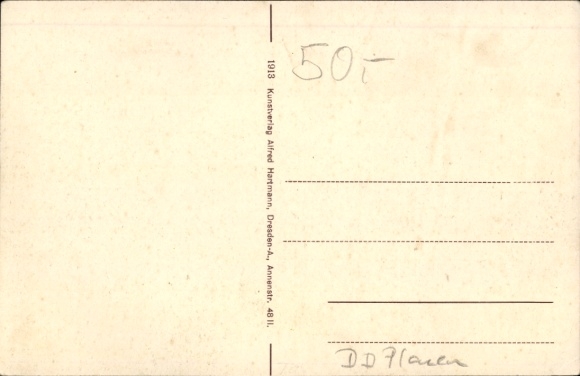 1913 Kunstverlag Alfred Hartmann, Dresden-A., Annenstr. 48 II.
50,-
DD Plauen